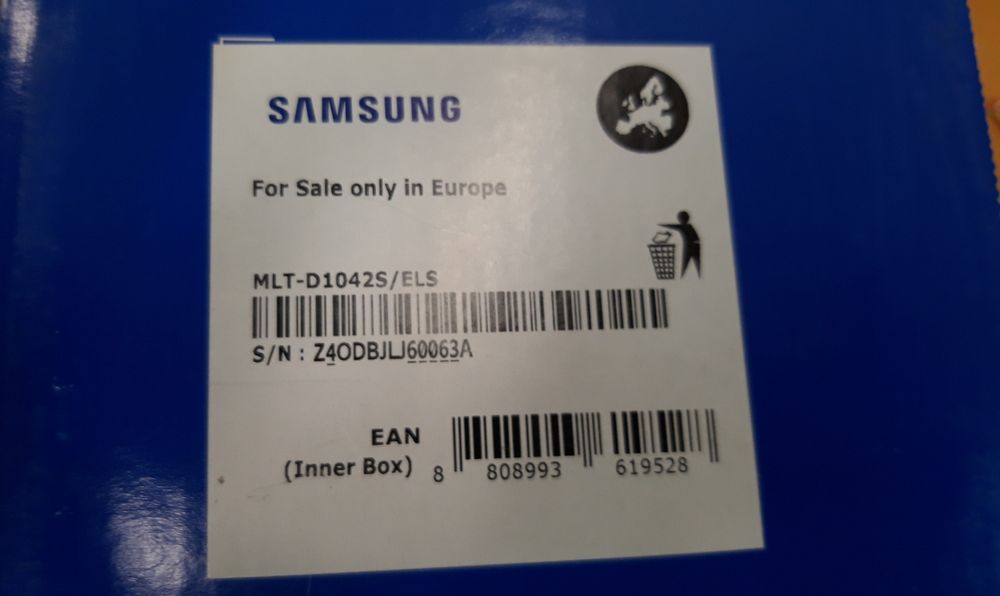 SAMSUNG
For Sale only in Europe
MLT-D1042S/ELS
S/N : Z4ODBJLJ60063A
EAN
(Inner Box)
8 808993 619528